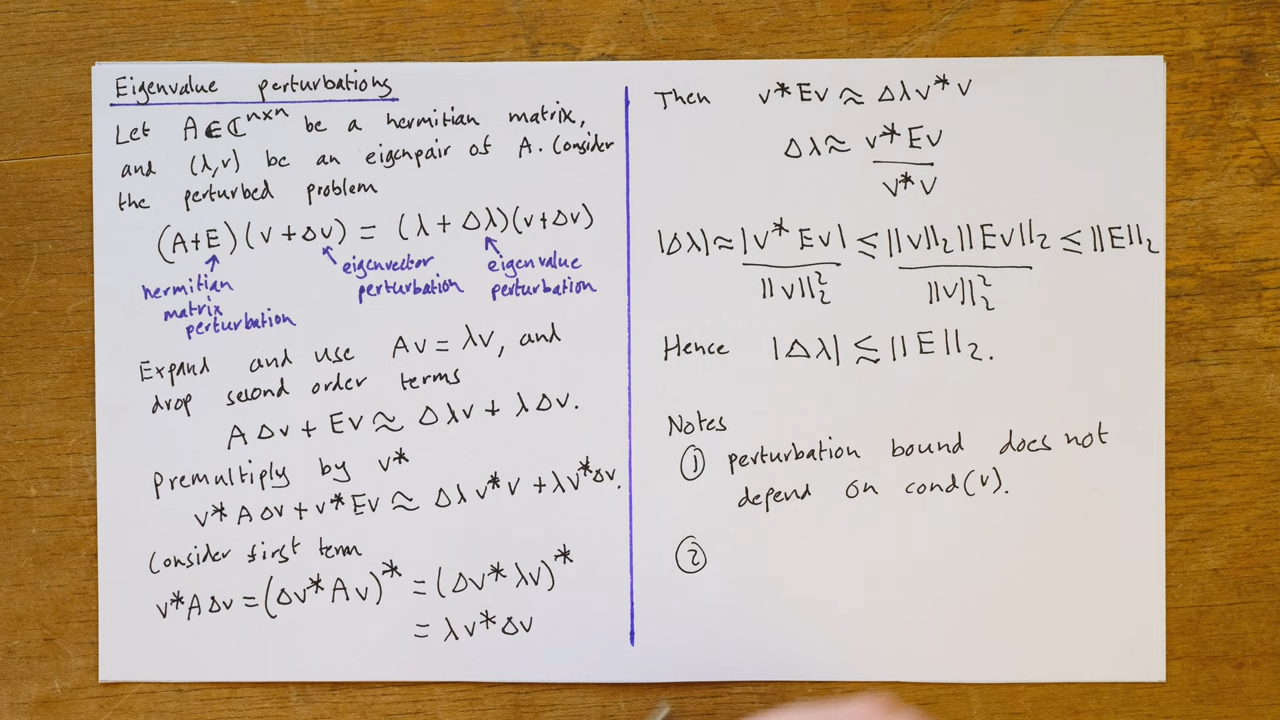 Eigenvalue perturbations
Let A ∈ ℂⁿˣⁿ be a hermitian matrix,
and (λ,v) be an eigenpair of A. Consider
the perturbed problem
(A+E)(v+Δv) = (λ+Δλ)(v+Δv)
hermitian matrix perturbation
eigenvector perturbation
eigenvalue perturbation
Expand and use Av = λv, and
drop second order terms
AΔv + Ev ≈ Δλv + λΔv.
Premultiply by v*
v*AΔv + v*Ev ≈ Δλv*v + λv*Δv.
Consider first term
v*AΔv = (Δv*Av)* = (Δv*λv)*
= λv*Δv
Then v*Ev ≈ Δλv*v
Δλ ≈ v*Ev / v*v
|Δλ| ≈ |v*Ev| / ||v||₂² ≤ ||v||₂||Ev||₂ / ||v||₂² ≤ ||E||₂
Hence |Δλ| ≲ ||E||₂.
Notes
① perturbation bound does not
depend on cond(V).
②